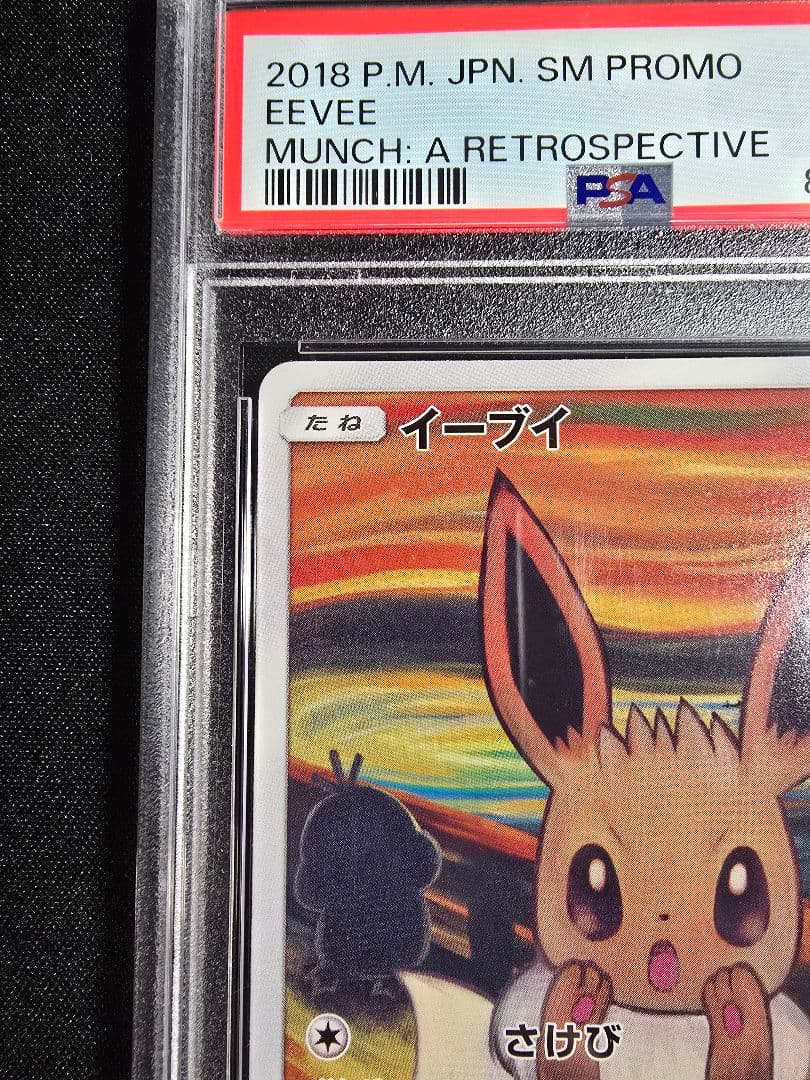 2018 P.M. JPN. SM PROMO
EEVEE
MUNCH: A RETROSPECTIVE
PSA
たね イーブイ
さけび